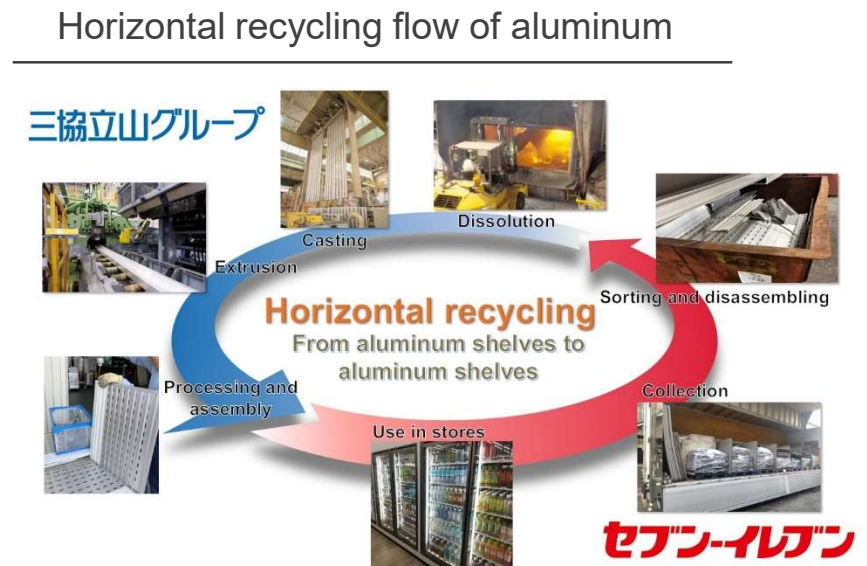 Horizontal recycling flow of aluminum
三協立山グループ
Casting
Dissolution
Extrusion
Sorting and disassembling
Horizontal recycling
From aluminum shelves to
aluminum shelves
Processing and
assembly
Collection
Use in stores
セブン-イレブン